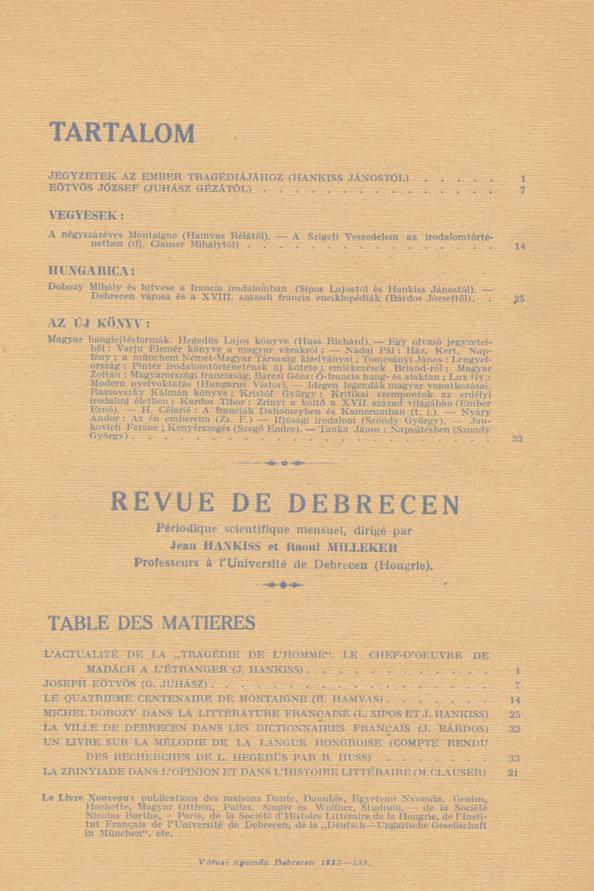 TARTALOM
JEGYZETEK AZ EMBER TRAGÉDIÁJÁHOZ (HANKISS JÁNOSTÓL) . . . . . 1
EÖTVÖS JÓZSEF (JUHÁSZ GÉZÁTÓL) . . . . . . . . . . . . . . 7
VEGYESEK:
A négyszázéves Montaigne (Hamvas Bélától). — A Szigeti Veszedelem az irodalomtörté-
netben (ifj. Clauser Mihálytól) . . . . . . . . . . . . . . . 14
HUNGARICA:
Dobozy Mihály és hitvese a francia irodalomban (Sipos Lajostól és Hankiss Jánostól). —
Debrecen városa és a XVIII. századi francia enciklopédiák (Bárdos Józseftől). . 25
AZ ÚJ KÖNYV:
Magyar hanglejtésformák. Hegedüs Lajos könyve (Huss Richárd). — Egy olvasó jegyzetei-
ből: Varju Elemér könyve a magyar várakról; — Nádai Pál: Ház, Kert, Nap-
fény; a müncheni Német-Magyar Társaság kiadványai; Tomcsányi János: Lengyel-
ország; Pintér irodalomtörténetének új kötete; emlékezések Briand-ról; Magyar
Zoltán: Magyarországi franciaság; Bárczi Géza: Ó-francia hang- és alaktan; Lux Gy.:
Modern nyelvoktatás (Hungarus Viator). — Idegen legendák magyar vonatkozásai.
Rassovszky Kálmán könyve; Kristóf György: Kritikai szempontok az erdélyi
irodalmi életben; Kardos Tibor: Zrinyi a költő a XVII. század világában (Ember
Ernő). — H. Célarié: A franciák Dahomeyben és Kamerunban (t. i.). — Nyáry
Andor: Az én embereim (Zs. F.) — Ifjúsági irodalom (Szondy György). — Jan-
kovich Ferenc; Kenyérszegés (Szegő Endre). — Tanka János: Napsütésben (Szondy
György) . . . . . . . . . . . . . . . . . . . . . . . . 33
REVUE DE DEBRECEN
Périodique scientifique mensuel, dirigé par
Jean HANKISS et Raoul MILLEKER
Professeurs à l'Université de Debrecen (Hongrie).
TABLE DES MATIERES
L'ACTUALITÉ DE LA „TRAGÉDIE DE L'HOMME". LE CHEF-D'OEUVRE DE
MADÁCH A L'ÉTRANGER (J. HANKISS) . . . . . . . . . . 1
JOSEPH EÖTVÖS (G. JUHÁSZ) . . . . . . . . . . . . . . . 7
LE QUATRIEME CENTENAIRE DE MONTAIGNE (B. HAMVAS) . . . . . 14
MICHEL DOBOZY DANS LA LITTÉRATURE FRANÇAISE (L. SIPOS ET J. HANKISS) 25
LA VILLE DE DEBRECEN DANS LES DICTIONNAIRES FRANÇAIS (J. BÁRDOS) 32
UN LIVRE SUR LA MÉLODIE DE LA LANGUE HONGROISE (COMPTE RENDU
DES RECHERCHES DE L. HEGEDÜS PAR R. HUSS) . . . . . . . 33
LA ZRINYIADE DANS L'OPINION ET DANS L'HISTOIRE LITTÉRAIRE (M. CLAUSER) 21
Le Livre Nouveau: publications des maisons Dante, Danubia, Egyetemi Nyomda, Genius,
Hachette, Magyar Otthon, Pallas, Singer és Wolfner, Studium, — de la Société
Nicolas Bartha, - Paris, de la Société d'Histoire Littéraire de la Hongrie, de l'Insti-
tut Français de l'Université de Debrecen, de la „Deutsch—Ungarische Gesellschaft
in München", etc.
Városi nyomda Debrecen